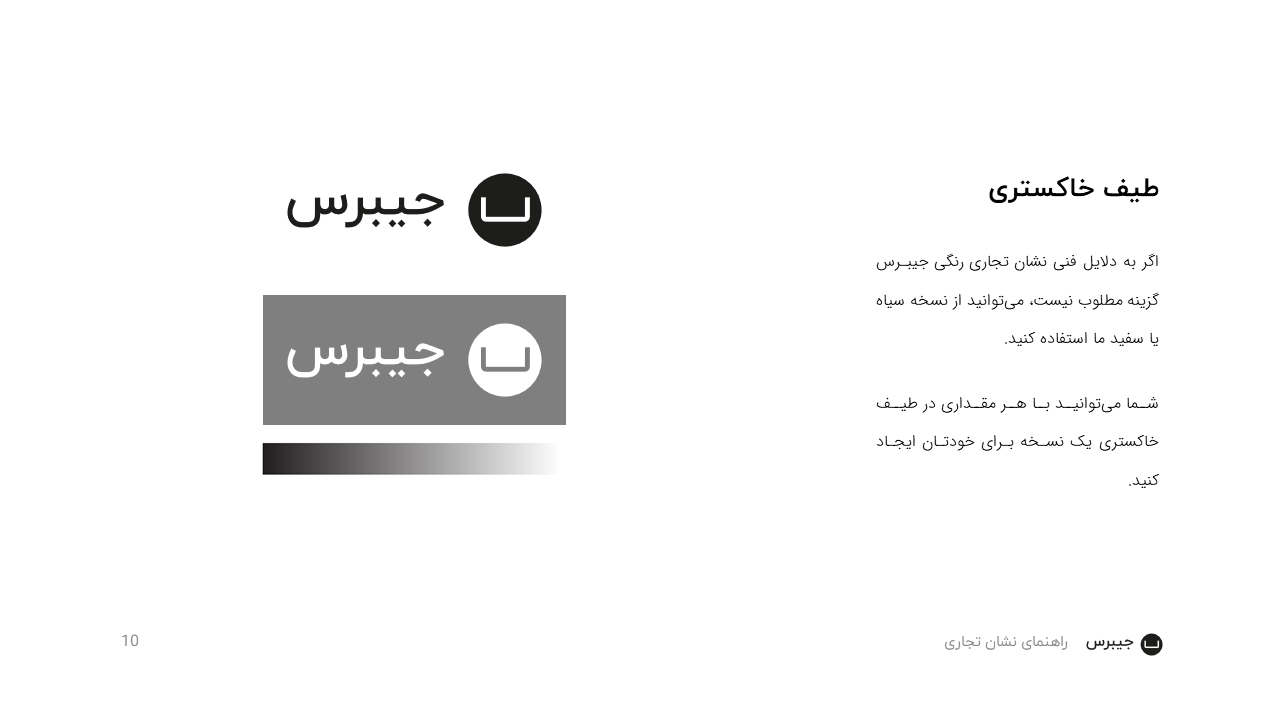 طیف خاکستری
اگر به دلایل فنی نشان تجاری رنگی جیبـرس
گزینه مطلوب نیست، می‌توانید از نسخه سیاه
یا سفید ما استفاده کنید.
شـما می‌توانیـد بـا هـر مقـداری در طیـف
خاکستری یک نسـخه بـرای خودتـان ایجـاد
کنید.
جیبرس
جیبرس
جیبرس راهنمای نشان تجاری
10